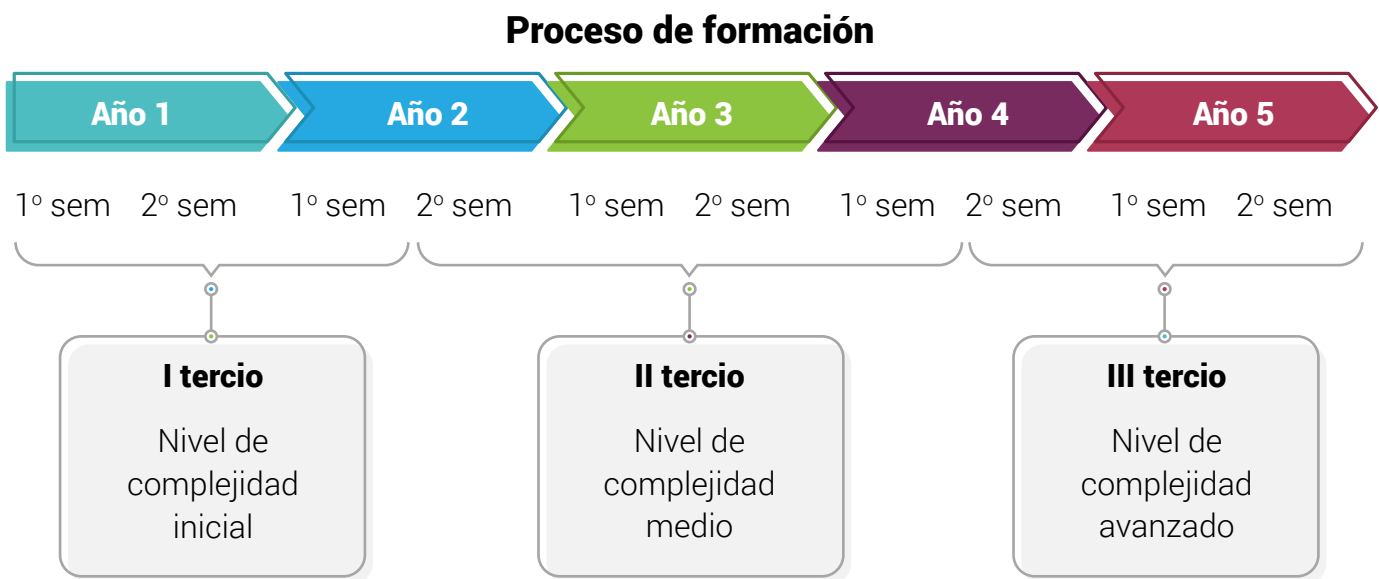 Proceso de formación
Año 1 Año 2 Año 3 Año 4 Año 5
1º sem 2º sem 1º sem 2º sem 1º sem 2º sem 1º sem 2º sem 1º sem 2º sem
I tercio
Nivel de
complejidad
inicial
II tercio
Nivel de
complejidad
medio
III tercio
Nivel de
complejidad
avanzado